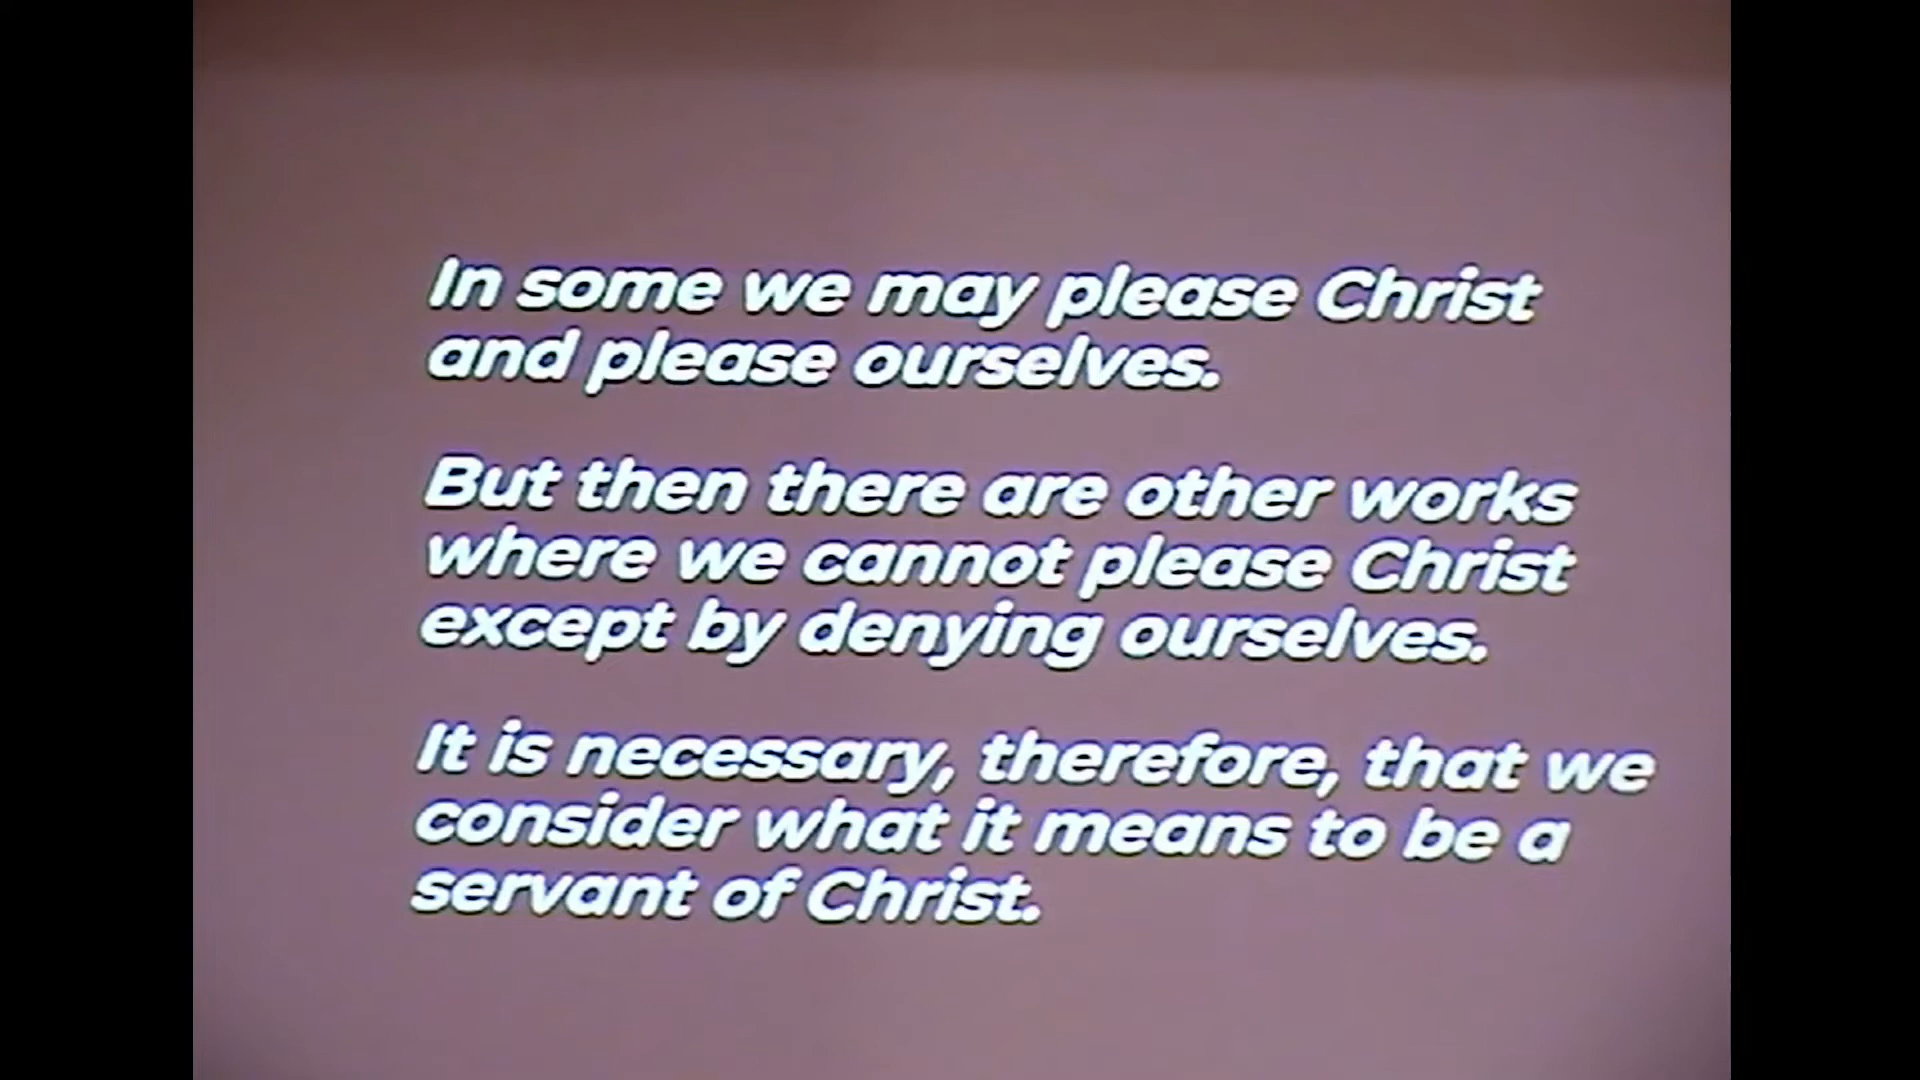 In some we may please Christ
and please ourselves.
But then there are other works
where we cannot please Christ
except by denying ourselves.
It is necessary, therefore, that we
consider what it means to be a
servant of Christ.